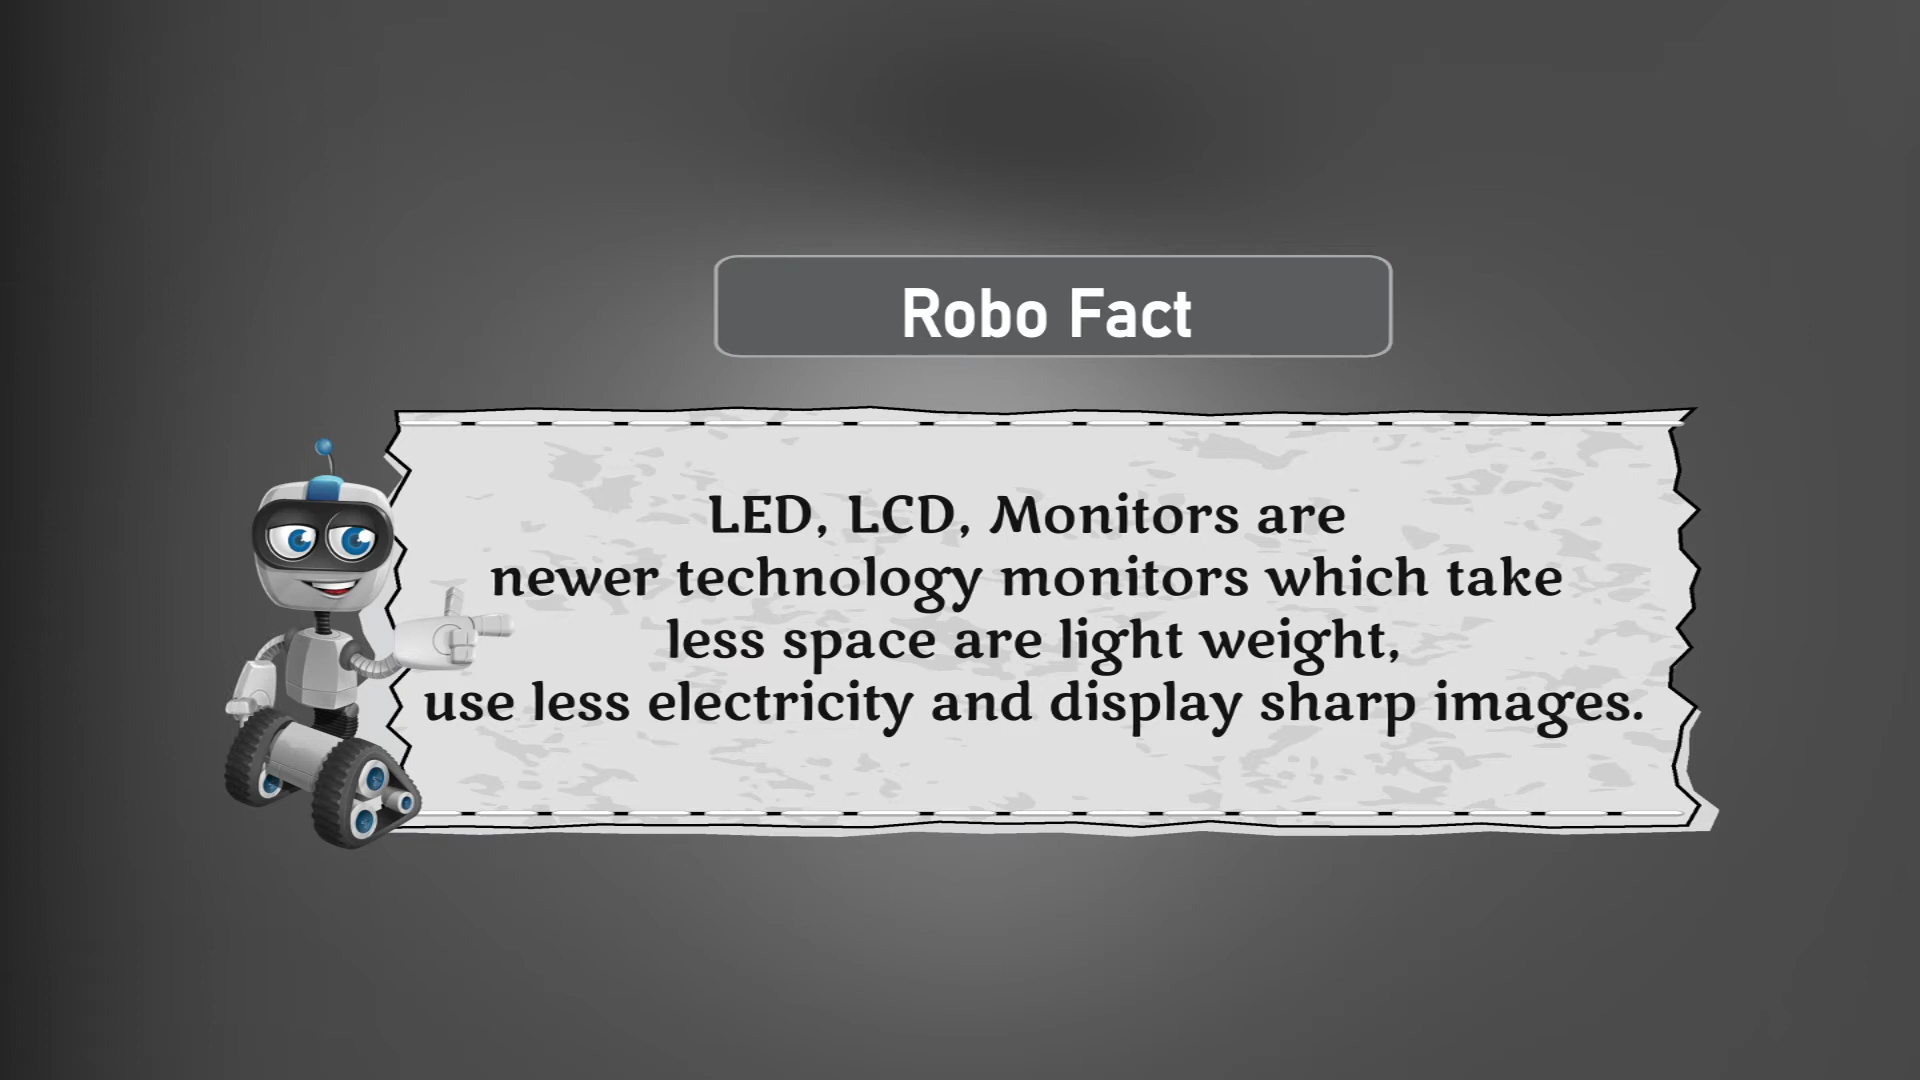 Robo Fact
LED, LCD, Monitors are
newer technology monitors which take
less space are light weight,
use less electricity and display sharp images.